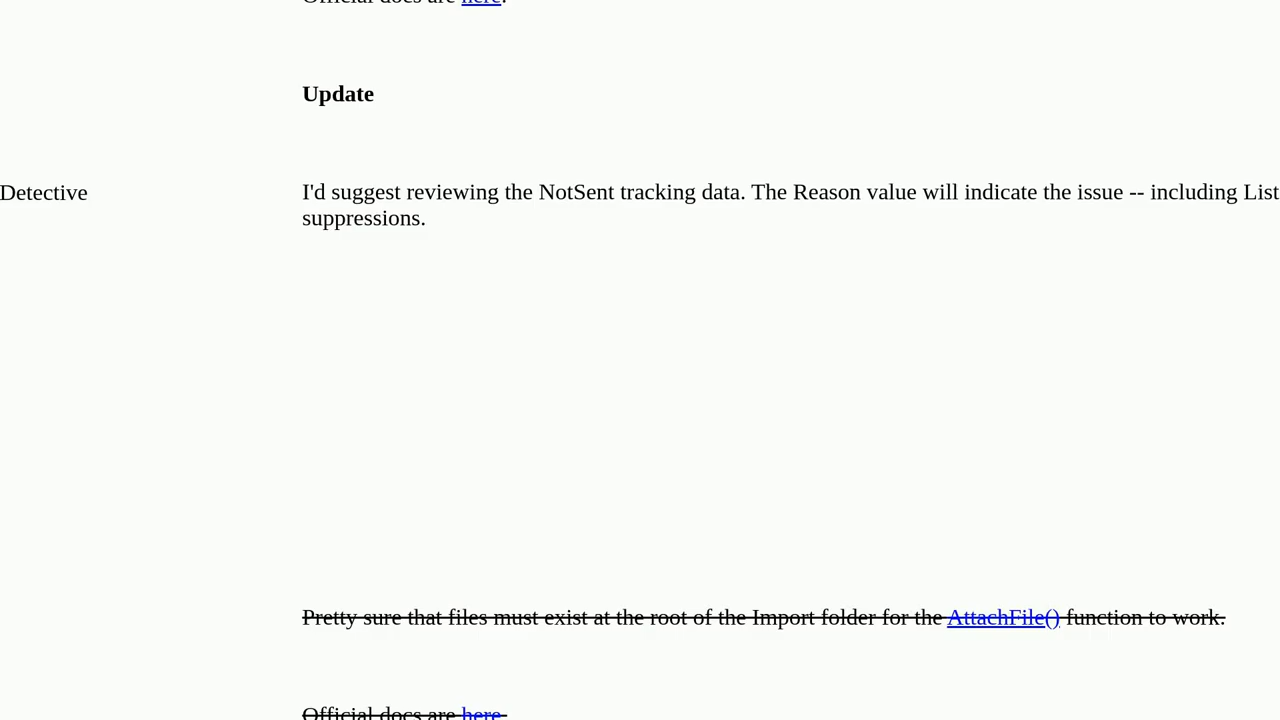 Official docs are here.
Update
Detective
I'd suggest reviewing the NotSent tracking data. The Reason value will indicate the issue -- including List
suppressions.
Pretty sure that files must exist at the root of the Import folder for the AttachFile() function to work.
Official docs are here.